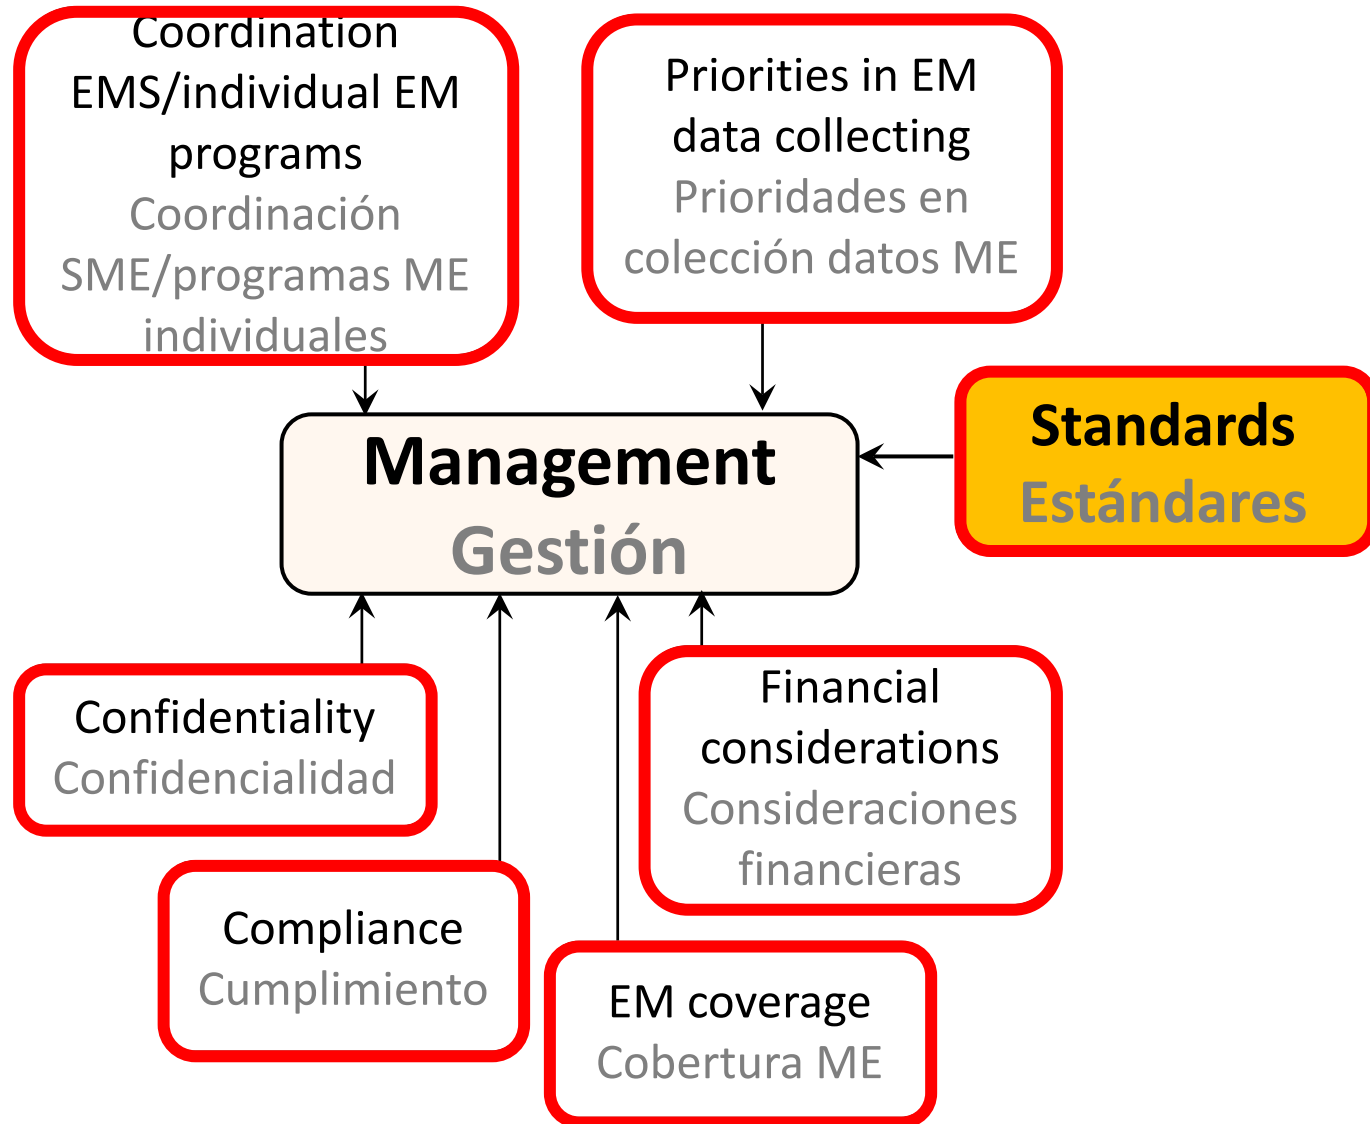 Coordination
EMS/individual EM
programs
Coordinación
SME/programas ME
individuales
Priorities in EM
data collecting
Prioridades en
colección datos ME
Standards
Estándares
Management
Gestión
Confidentiality
Confidencialidad
Financial
considerations
Consideraciones
financieras
Compliance
Cumplimiento
EM coverage
Cobertura ME